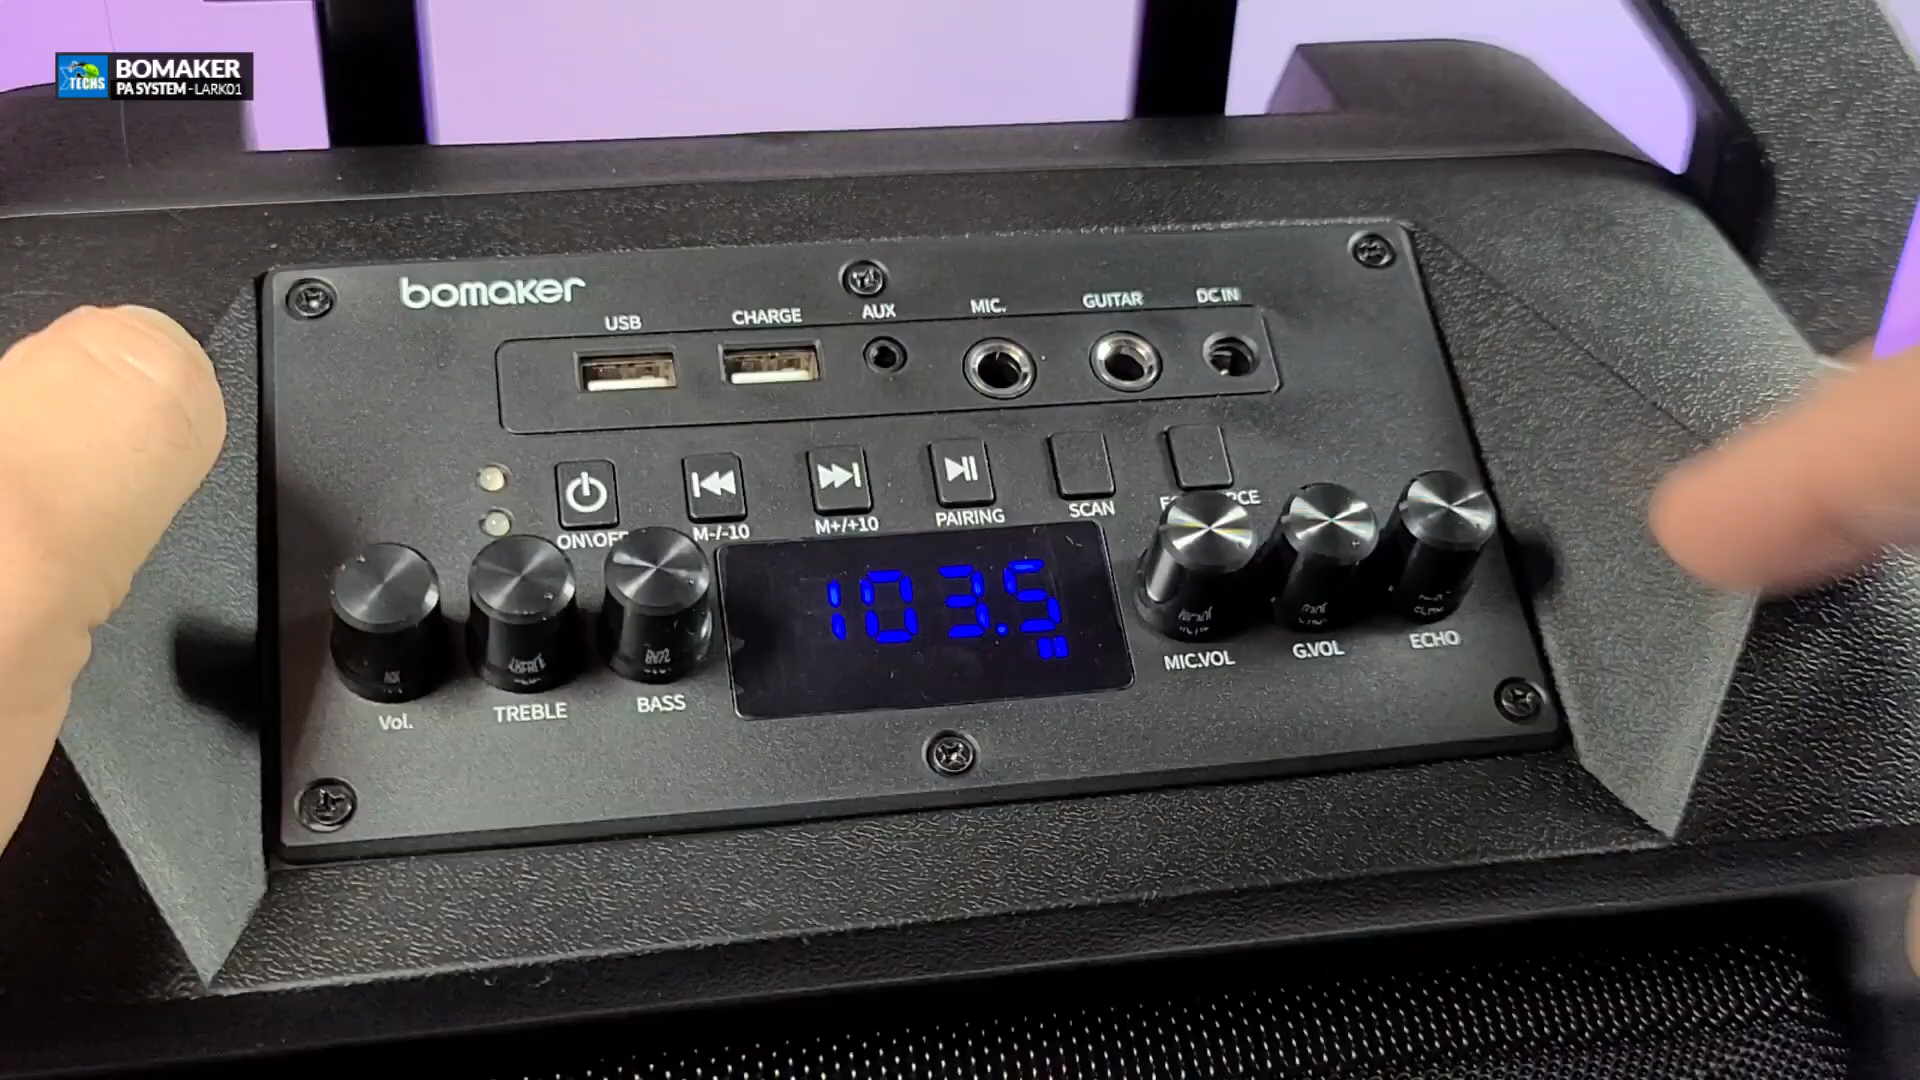 TECHS
BOMAKER
PA SYSTEM - LARK01
bomaker
USB
CHARGE
AUX
MIC.
GUITAR
DC IN
ON\OFF
M-/-10
M+/+10
PAIRING
SCAN
103.5
Vol.
TREBLE
BASS
MIC.VOL
G.VOL
ECHO